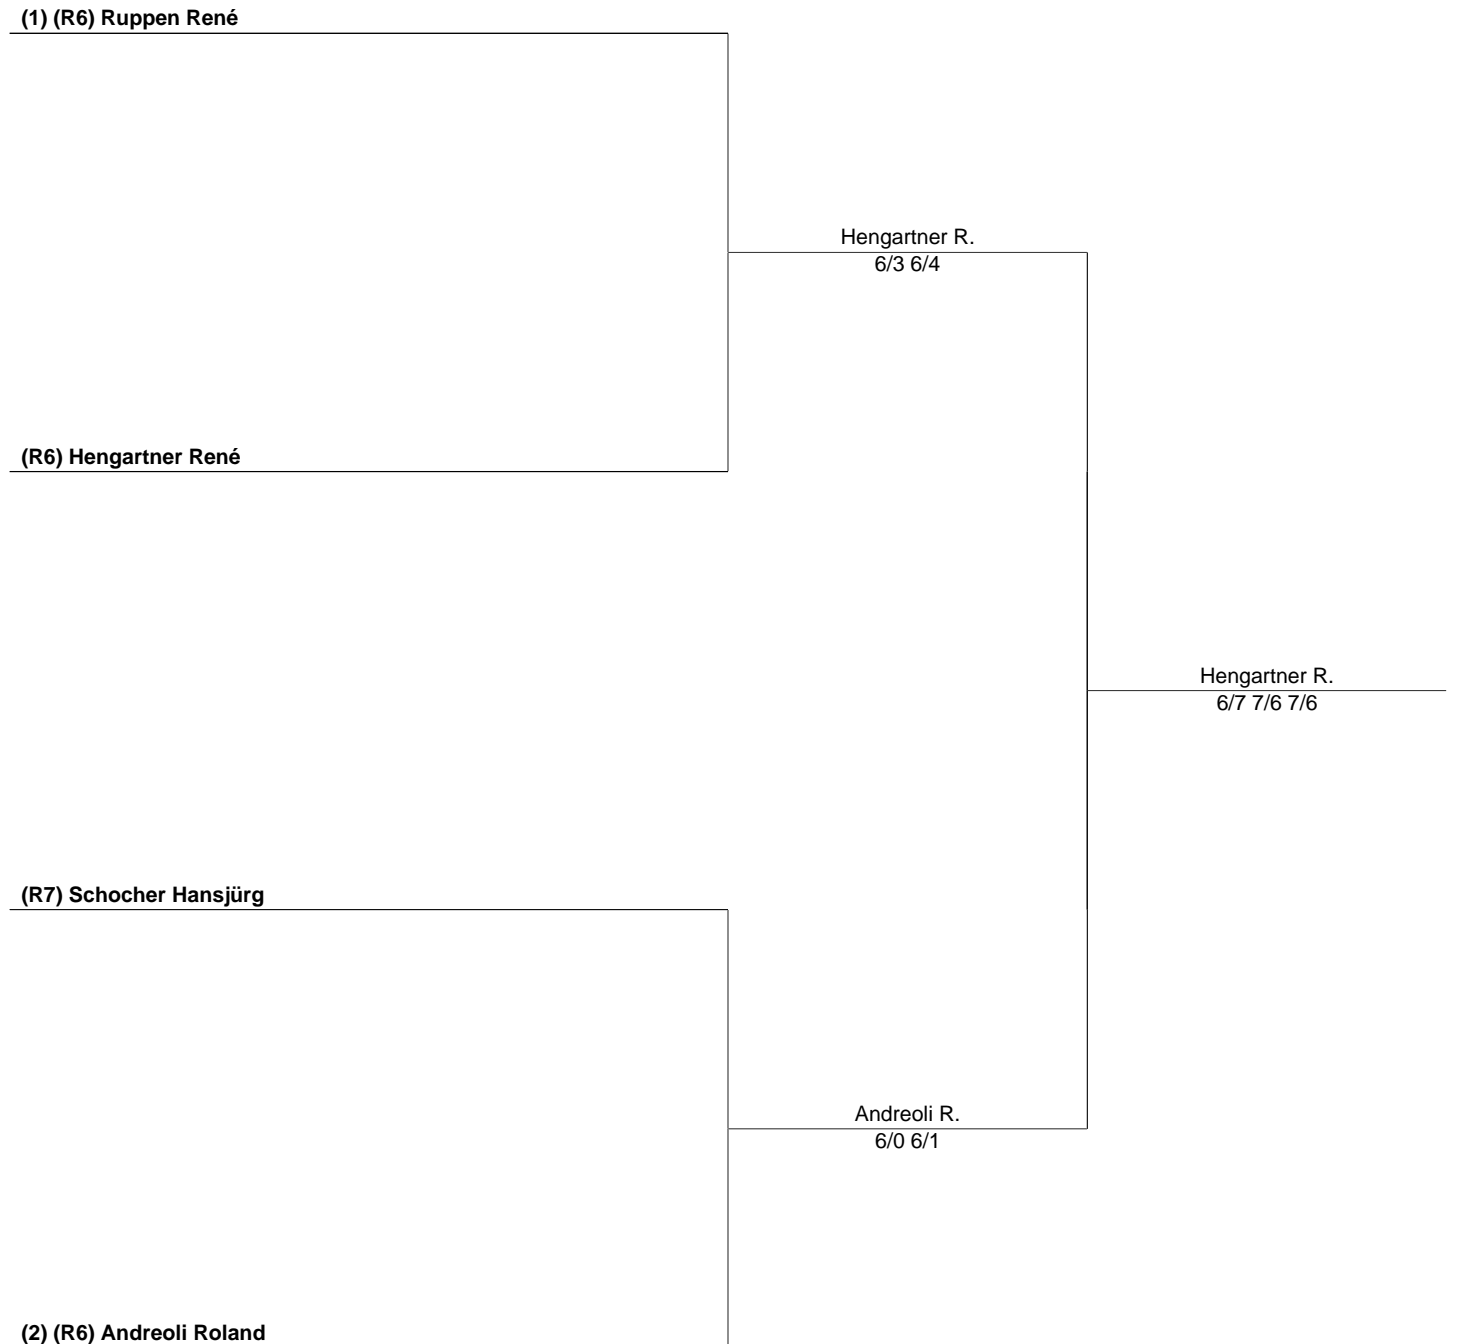 (1) (R6) Ruppen René
Hengartner R.
6/3 6/4
(R6) Hengartner René
Hengartner R.
6/7 7/6 7/6
(R7) Schocher Hansjürg
Andreoli R.
6/0 6/1
(2) (R6) Andreoli Roland